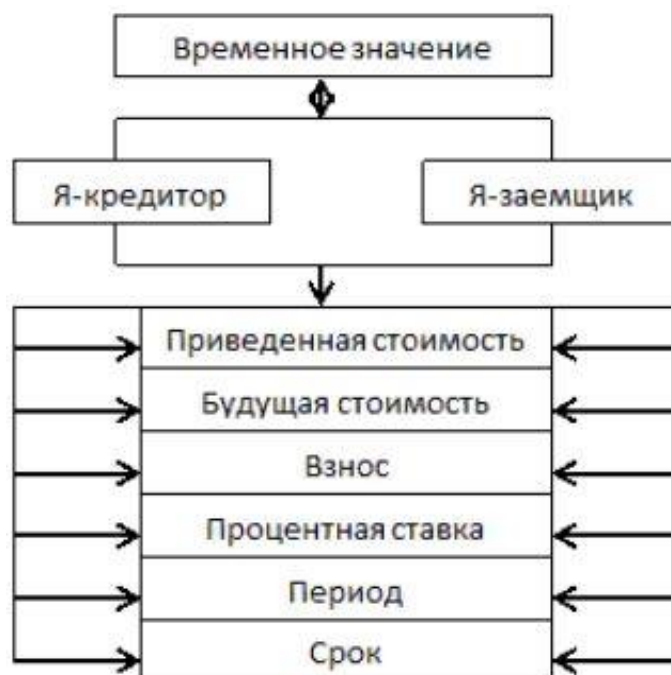 Временное значение
Я-кредитор
Я-заемщик
Приведенная стоимость
Будущая стоимость
Взнос
Процентная ставка
Период
Срок